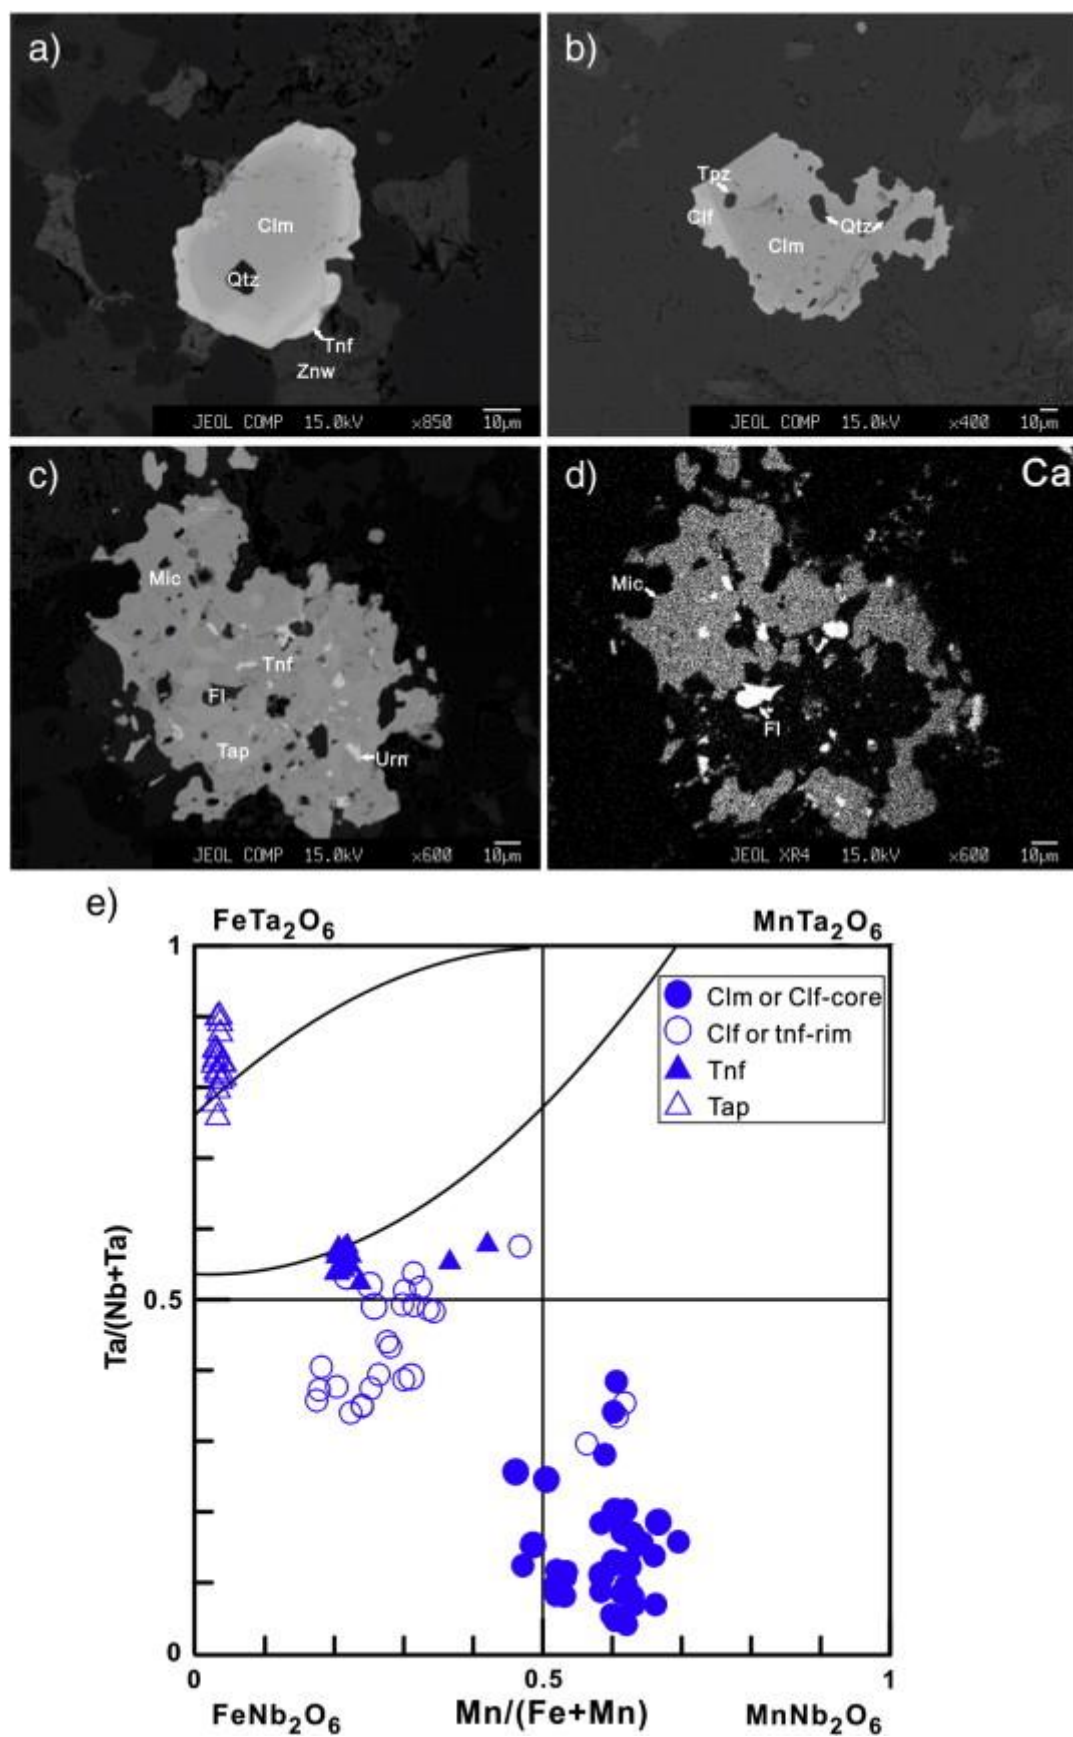 a)
Clm
Qtz
Tnf
Znw
JEOL COMP 15.0kV ×850 10μm
b)
Tpz
Clf
Qtz
Clm
JEOL COMP 15.0kV ×400 10μm
c)
Mic
Tnf
Fl
Tap
Urn
JEOL COMP 15.0kV ×600 10μm
d)
Ca
Mic
Fl
JEOL XR4 15.0kV ×600 10μm
e)
FeTa₂O₆
MnTa₂O₆
1
Clm or Clf-core
Clf or tnf-rim
Tnf
Tap
Ta/(Nb+Ta)
0.5
0
0
0.5
1
FeNb₂O₆
Mn/(Fe+Mn)
MnNb₂O₆